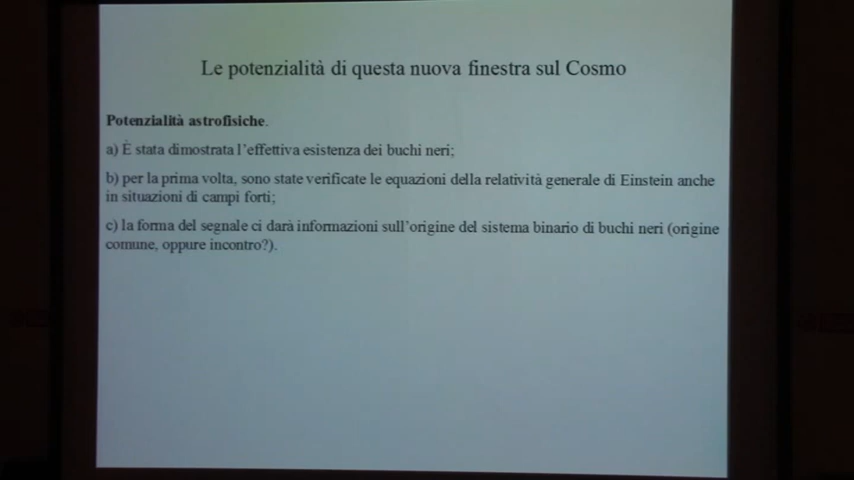 Le potenzialità di questa nuova finestra sul Cosmo
Potenzialità astrofisiche.
a) È stata dimostrata l'effettiva esistenza dei buchi neri;
b) per la prima volta, sono state verificate le equazioni della relatività generale di Einstein anche
in situazioni di campi forti;
c) la forma del segnale ci darà informazioni sull'origine del sistema binario di buchi neri (origine
comune, oppure incontro?).